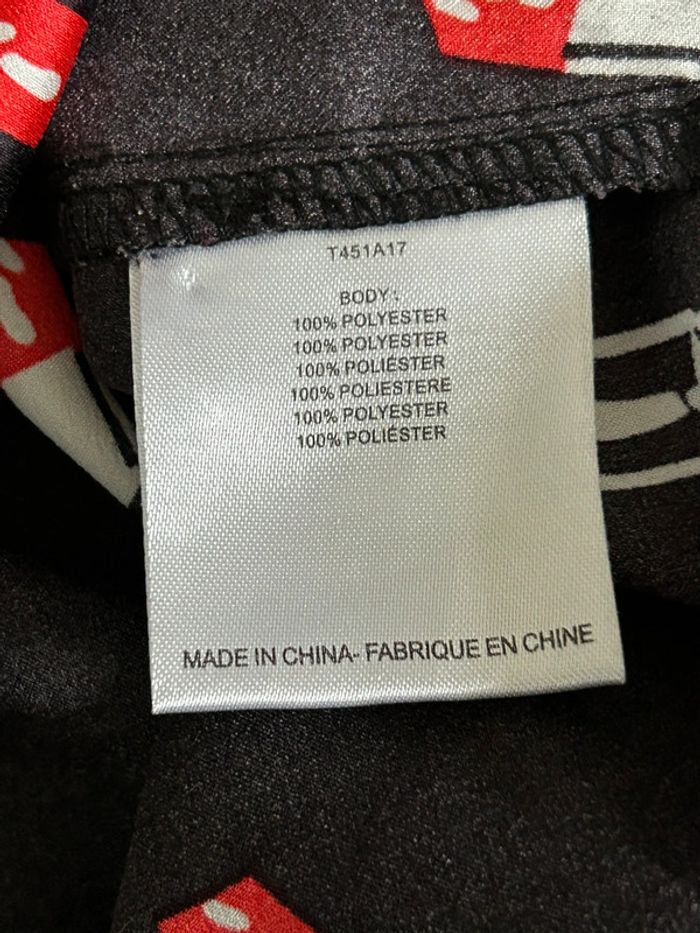 T451A17
BODY:
100% POLYESTER
100% POLYESTER
100% POLIÉSTER
100% POLIESTERE
100% POLYESTER
100% POLIÉSTER
MADE IN CHINA- FABRIQUE EN CHINE